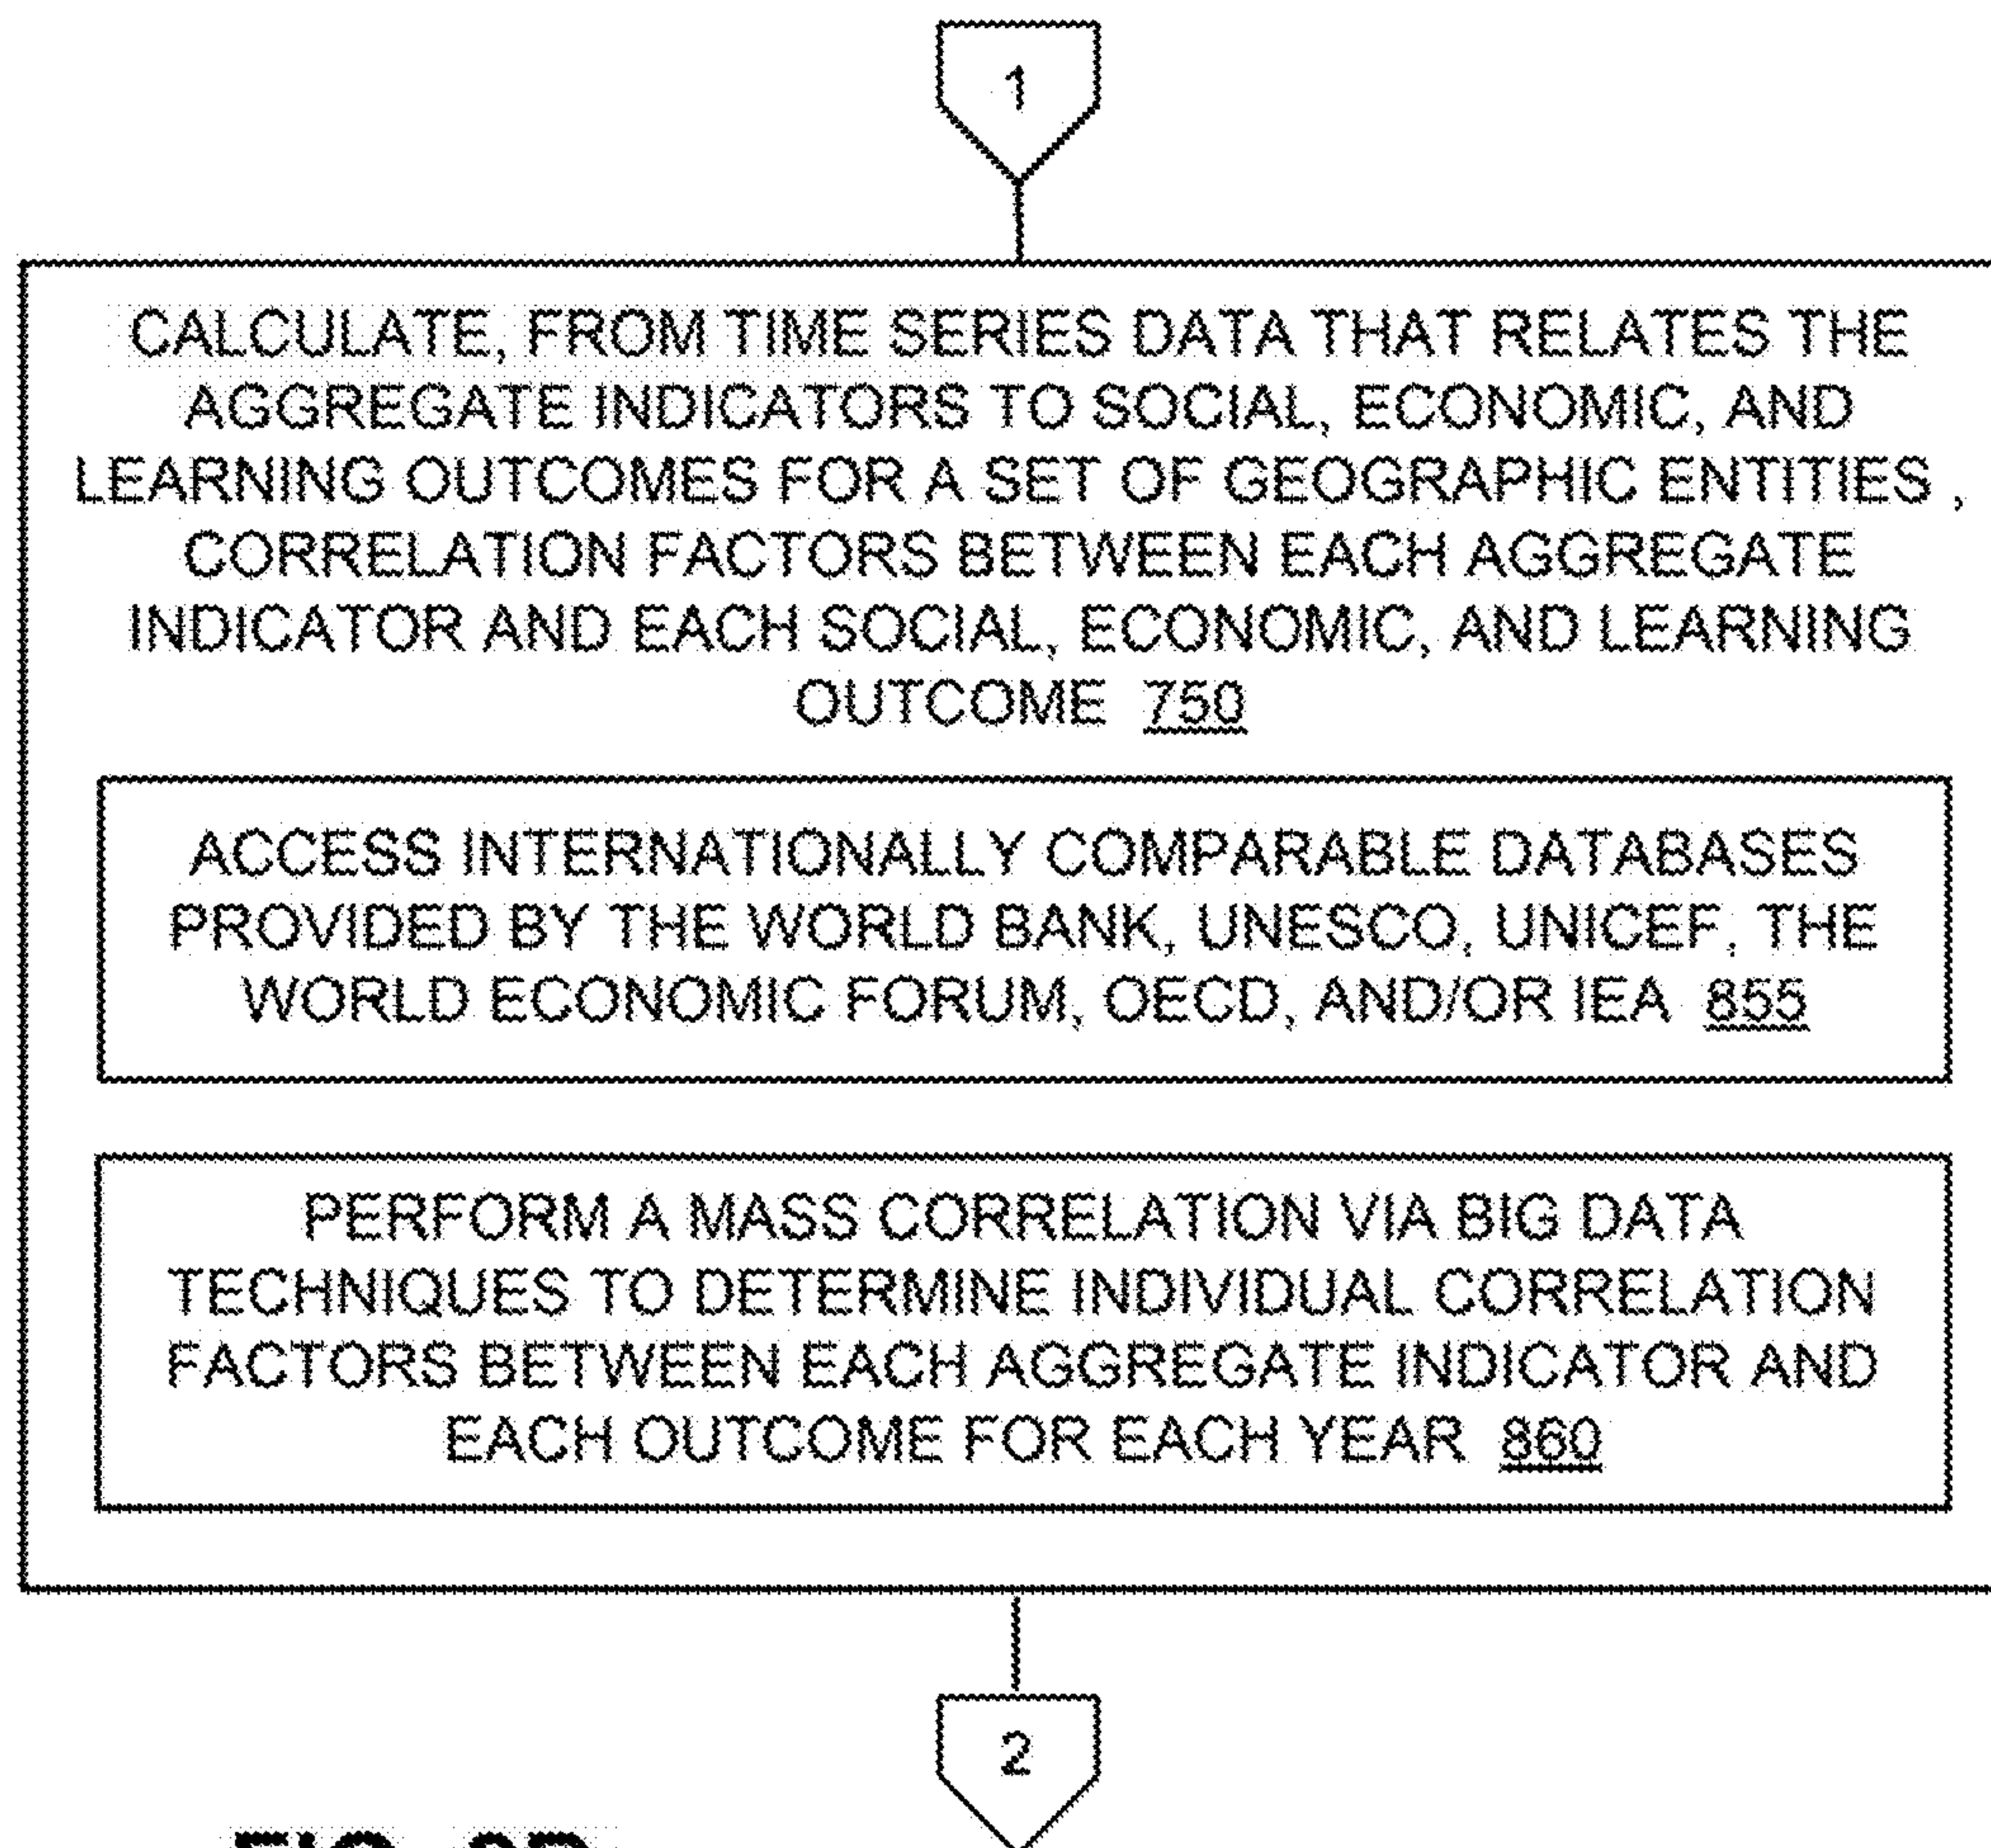 1
CALCULATE, FROM TIME SERIES DATA THAT RELATES THE
AGGREGATE INDICATORS TO SOCIAL, ECONOMIC, AND
LEARNING OUTCOMES FOR A SET OF GEOGRAPHIC ENTITIES ,
CORRELATION FACTORS BETWEEN EACH AGGREGATE
INDICATOR AND EACH SOCIAL, ECONOMIC, AND LEARNING
OUTCOME 750
ACCESS INTERNATIONALLY COMPARABLE DATABASES
PROVIDED BY THE WORLD BANK, UNESCO, UNICEF, THE
WORLD ECONOMIC FORUM, OECD, AND/OR IEA 855
PERFORM A MASS CORRELATION VIA BIG DATA
TECHNIQUES TO DETERMINE INDIVIDUAL CORRELATION
FACTORS BETWEEN EACH AGGREGATE INDICATOR AND
EACH OUTCOME FOR EACH YEAR 860
2